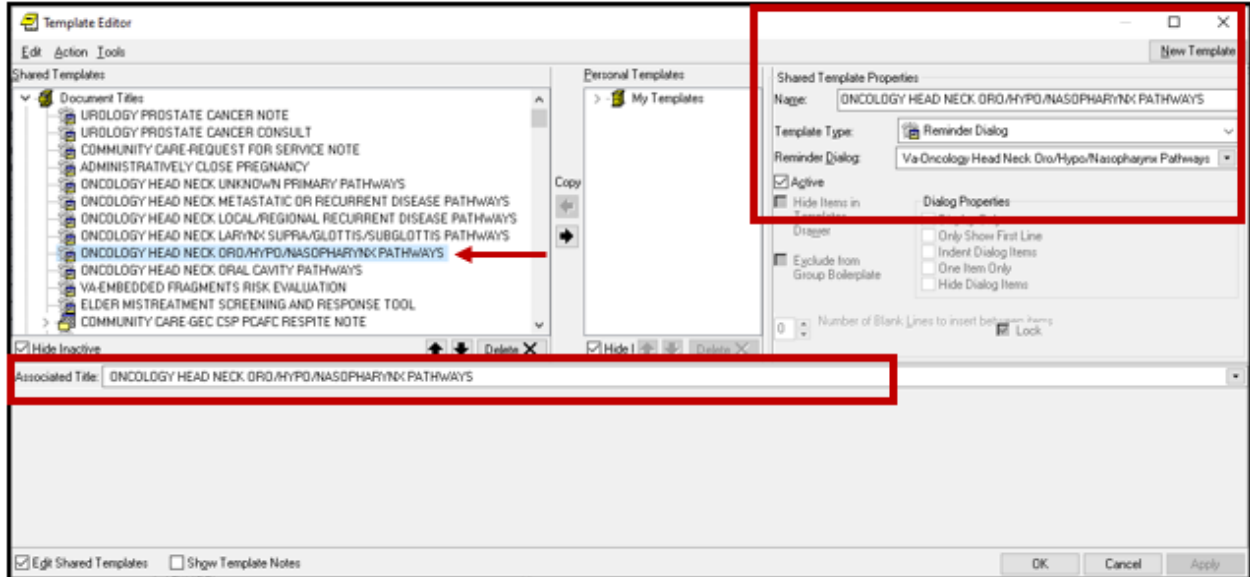 Template Editor
Edit Action Tools
New Template
Shared Templates
Document Titles
UROLOGY PROSTATE CANCER NOTE
UROLOGY PROSTATE CANCER CONSULT
COMMUNITY CARE-REQUEST FOR SERVICE NOTE
ADMINISTRATIVELY CLOSE PREGNANCY
ONCOLOGY HEAD NECK UNKNOWN PRIMARY PATHWAYS
ONCOLOGY HEAD NECK METASTATIC OR RECURRENT DISEASE PATHWAYS
ONCOLOGY HEAD NECK LOCAL/REGIONAL RECURRENT DISEASE PATHWAYS
ONCOLOGY HEAD NECK LARYNX SUPRA/GLOTTIS/SUBGLOTTIS PATHWAYS
ONCOLOGY HEAD NECK ORO/HYPO/NASOPHARYNX PATHWAYS
ONCOLOGY HEAD NECK ORAL CAVITY PATHWAYS
VA-EMBEDDED FRAGMENTS RISK EVALUATION
ELDER MISTREATMENT SCREENING AND RESPONSE TOOL
COMMUNITY CARE-GEC CSP PCAFC RESPITE NOTE
Hide Inactive
Delete
Copy
Personal Templates
My Templates
Hide I
Delete
Shared Template Properties
Name: ONCOLOGY HEAD NECK ORO/HYPO/NASOPHARYNX PATHWAYS
Template Type: Reminder Dialog
Reminder Dialog: Va-Oncology Head Neck Oro/Hypo/Nasopharynx Pathways
Active
Hide Items in
Templates
Drawer
Exclude from
Group Boilerplate
Dialog Properties
Only Show First Line
Indent Dialog Items
One Item Only
Hide Dialog Items
0 Number of Blank Lines to insert between items
Lock
Associated Title: ONCOLOGY HEAD NECK ORO/HYPO/NASOPHARYNX PATHWAYS
Edit Shared Templates Show Template Notes
OK Cancel Apply